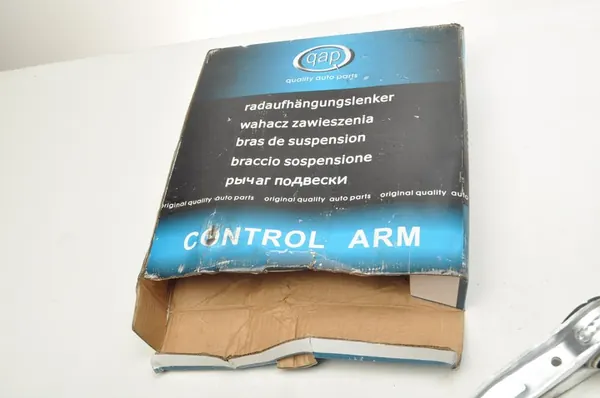 qap
quality auto parts
radaufhängungslenker
wahacz zawieszenia
bras de suspension
braccio sospensione
рычаг подвески
original quality auto parts original quality auto parts original quality auto
CONTROL ARM